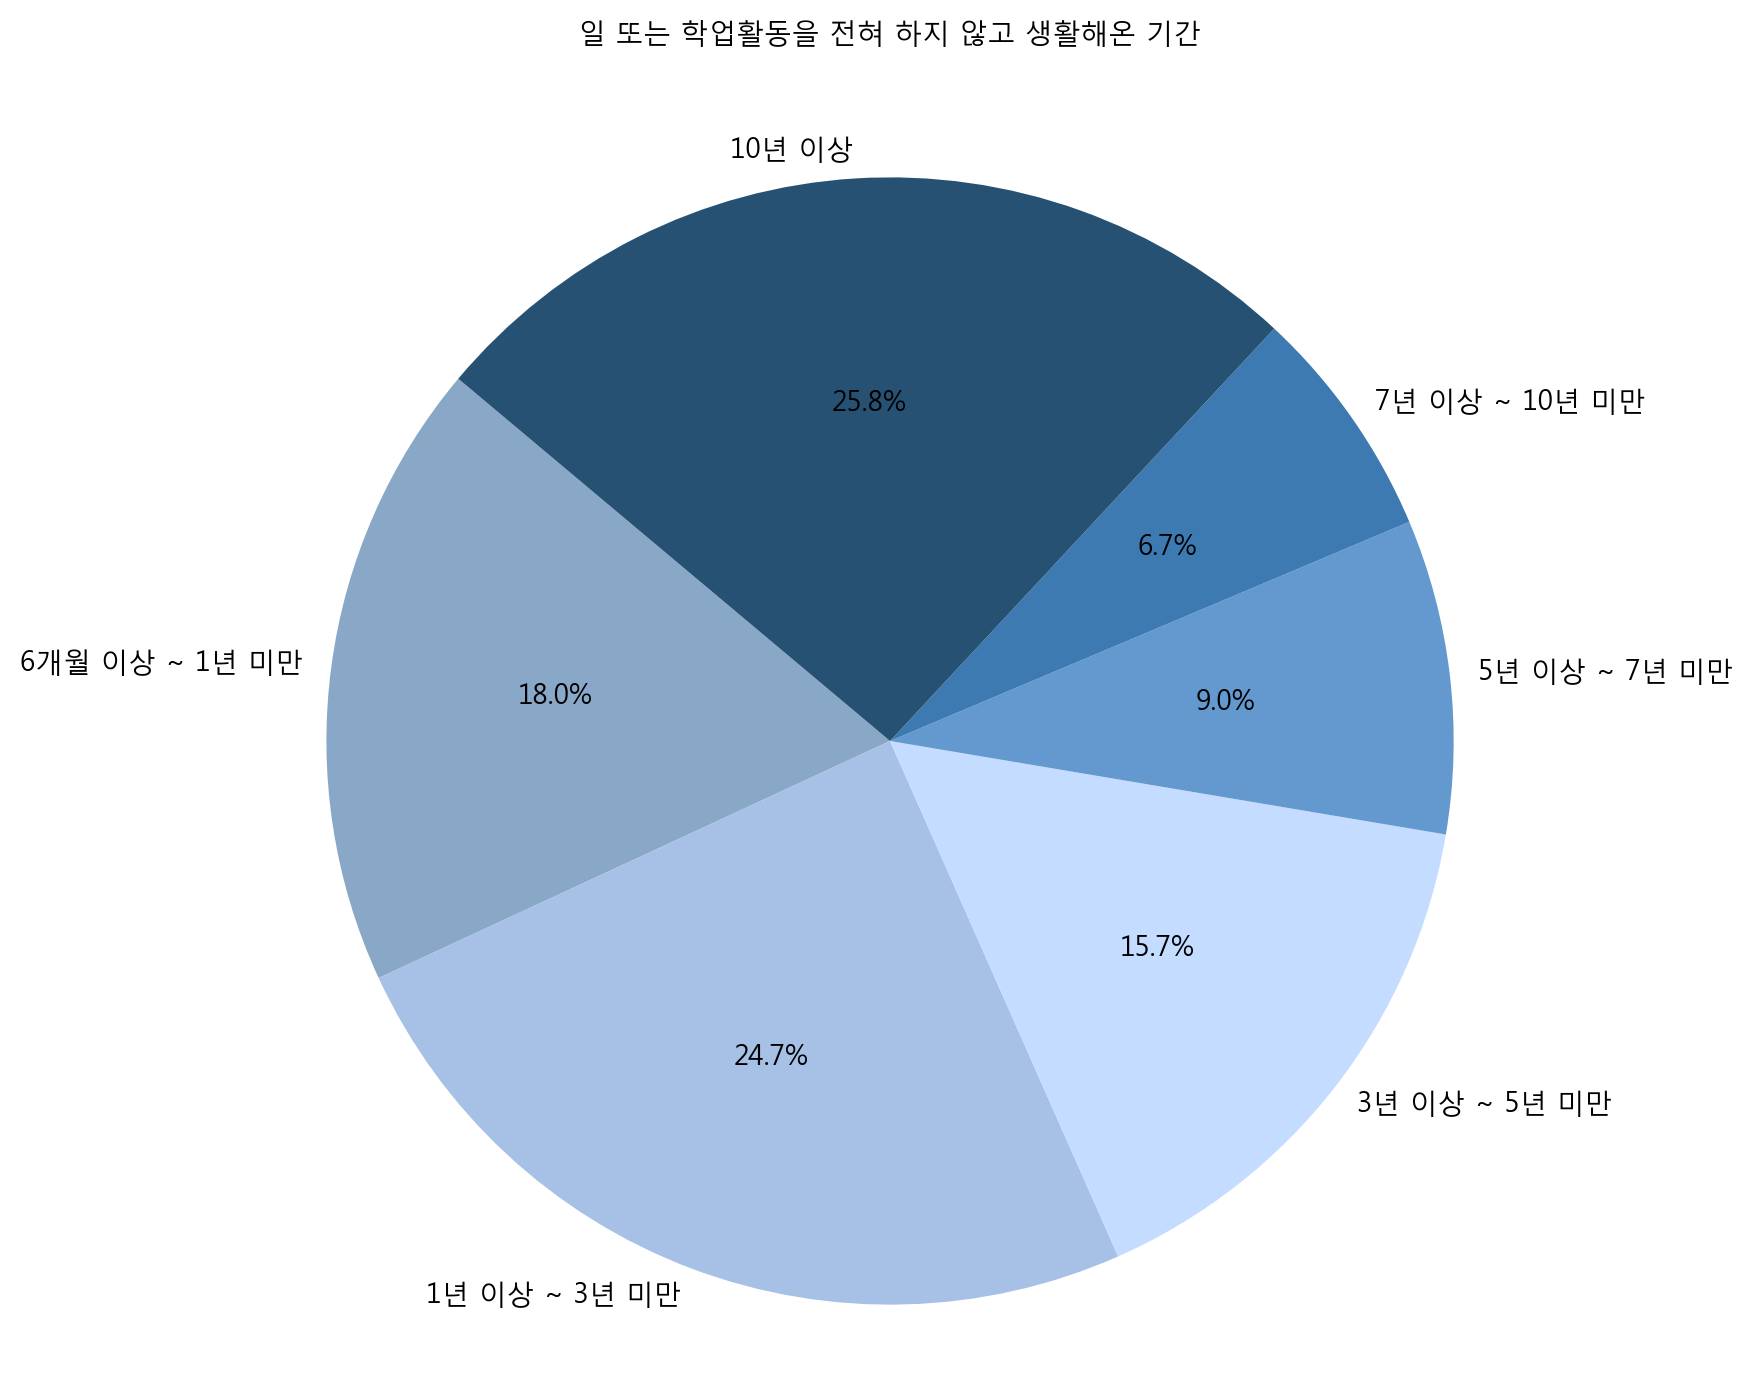 일 또는 학업활동을 전혀 하지 않고 생활해온 기간
10년 이상
25.8%
7년 이상 ~ 10년 미만
6.7%
5년 이상 ~ 7년 미만
9.0%
6개월 이상 ~ 1년 미만
18.0%
15.7%
3년 이상 ~ 5년 미만
24.7%
1년 이상 ~ 3년 미만